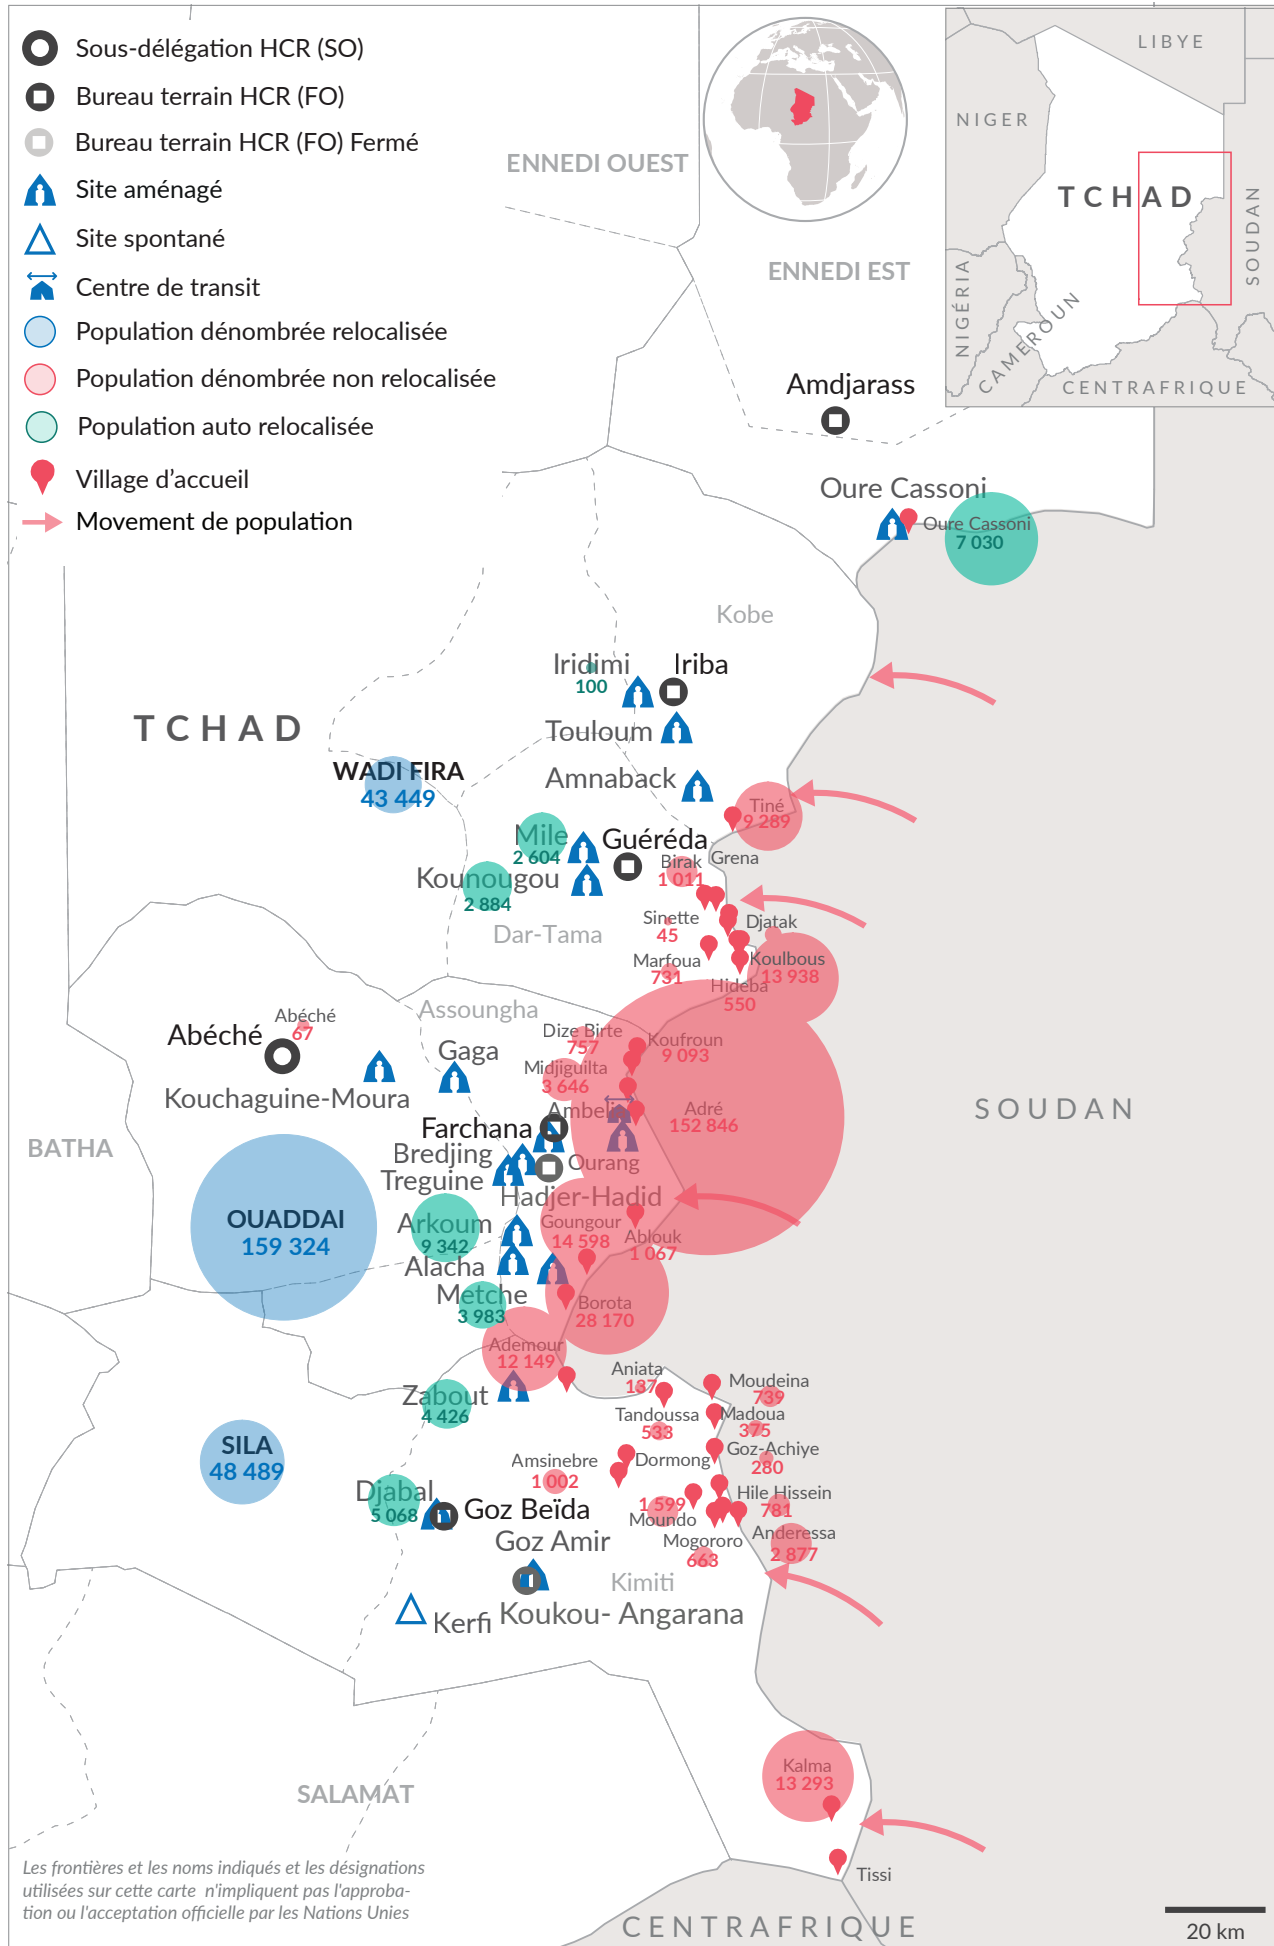 Sous-délégation HCR (SO)
Bureau terrain HCR (FO)
Bureau terrain HCR (FO) Fermé
Site aménagé
Site spontané
Centre de transit
Population dénombrée relocalisée
Population dénombrée non relocalisée
Population auto relocalisée
Village d’accueil
Movement de population
LIBYE
NIGER
TCHAD
SOUDAN
NIGÉRIA
CAMEROUN
CENTRAFRIQUE
ENNEDI OUEST
ENNEDI EST
Amdjarass
Oure Cassoni
Oure Cassoni
7 030
Kobe
Iridimi
100
Iriba
Touloum
TCHAD
WADI FIRA
43 449
Amnaback
Tiné
9 289
Mile
2 604
Guéréda
Birak
1 011
Grena
Kounougou
2 884
Sinette
45
Djatak
Dar-Tama
Marfoua
731
Koulbous
13 938
Hideba
550
Assoungha
Abéché
67
Abéché
Dize Birte
757
Koufroun
9 093
Gaga
Midjiguilta
3 646
Kouchaguine-Moura
Ambelia
Adré
152 846
SOUDAN
Farchana
BATHA
Bredjing
Ourang
Treguine
Hadjer-Hadid
OUADDAI
159 324
Arkoum
9 342
Goungour
14 598
Ablouk
1 067
Alacha
Metche
3 983
Borota
28 170
Ademour
12 149
Aniata
137
Moudeina
739
Zabout
4 426
Tandoussa
533
Madoua
375
SILA
48 489
Goz-Achiye
280
Amsinebre
1 002
Dormong
Djabal
5 068
Goz Beïda
1 599
Moundo
Hile Hissein
781
Goz Amir
Mogororo
663
Anderessa
2 877
Kimiti
Kerfi
Koukou- Angarana
Kalma
13 293
SALAMAT
Tissi
Les frontières et les noms indiqués et les désignations
utilisées sur cette carte n'impliquent pas l'approba-
tion ou l'acceptation officielle par les Nations Unies
CENTRAFRIQUE
20 km